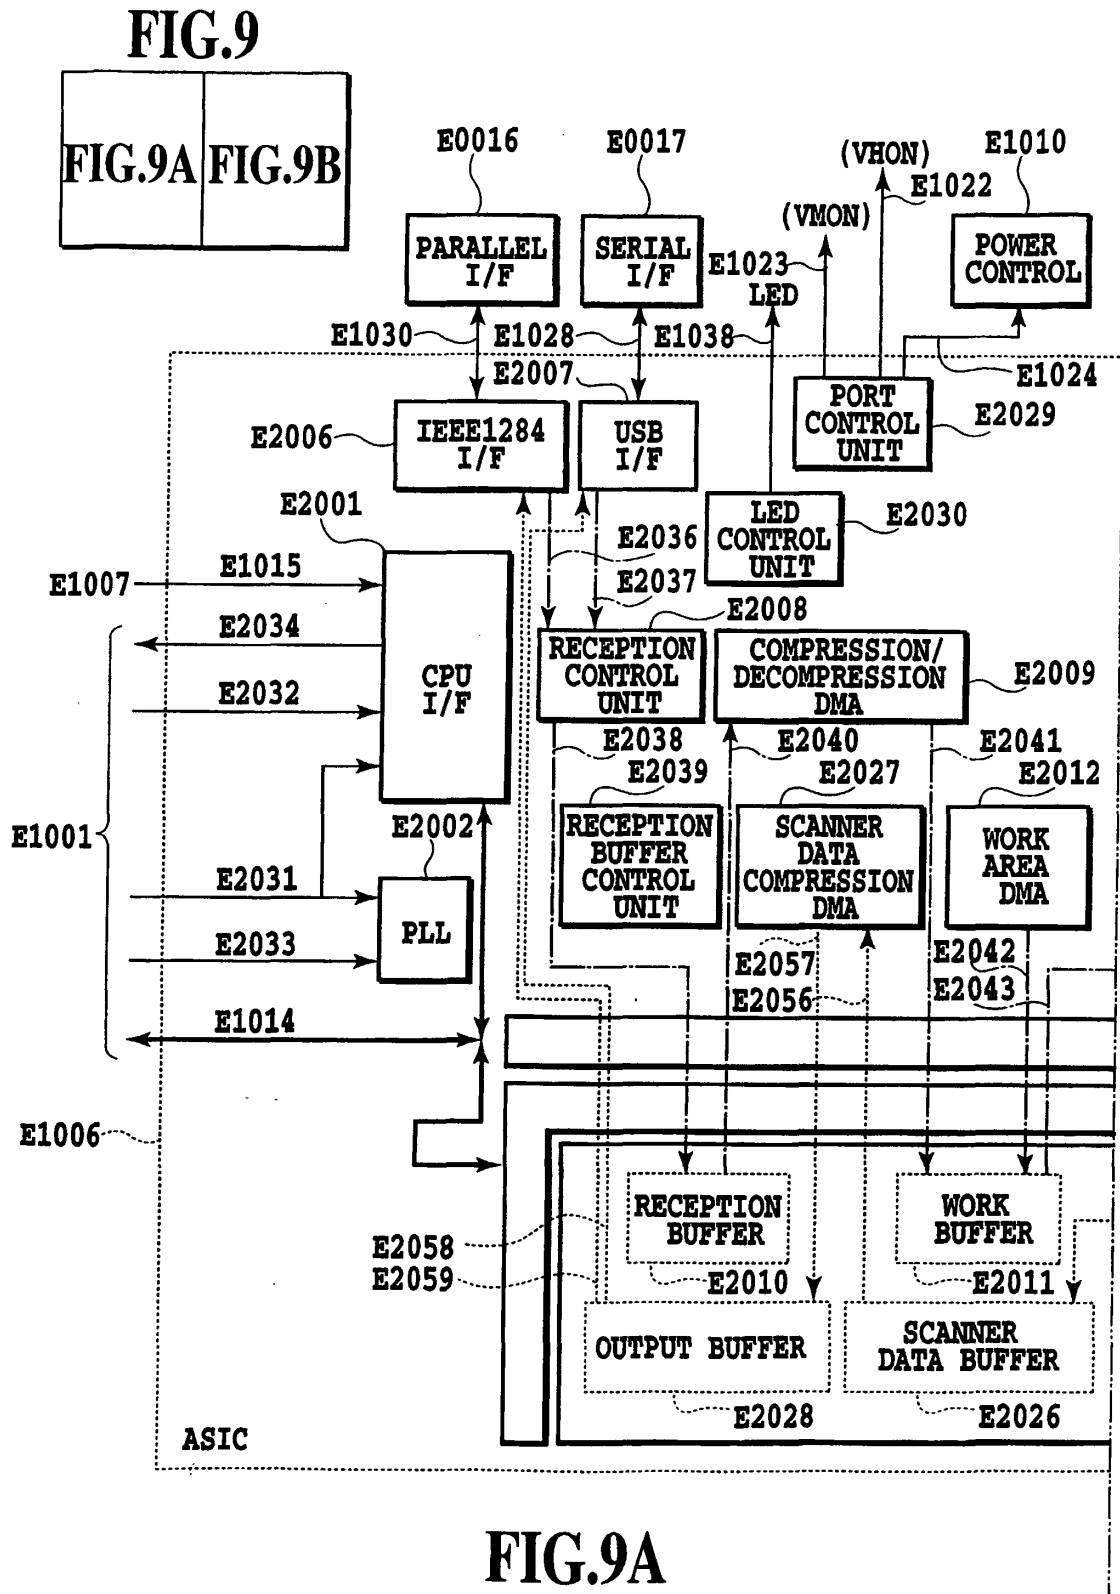 FIG.9
FIG.9A
FIG.9B
E0016
E0017
(VHON)
E1010
E1022
(VMON)
PARALLEL
I/F
SERIAL
I/F
POWER
CONTROL
E1023
LED
E1030
E1028
E1038
E1024
E2007
PORT
CONTROL
UNIT
E2029
E2006
IEEE1284
I/F
USB
I/F
E2001
LED
CONTROL
UNIT
E2030
E2036
E1007
E1015
E2037
E2008
E2034
RECEPTION
CONTROL
UNIT
COMPRESSION/
DECOMPRESSION
DMA
E2009
CPU
I/F
E2032
E2038
E2040
E2041
E2039
E2027
E2012
E1001
E2002
RECEPTION
BUFFER
CONTROL
UNIT
SCANNER
DATA
COMPRESSION
DMA
WORK
AREA
DMA
E2031
PLL
E2033
E2057
E2042
E2056
E2043
E1014
E1006
RECEPTION
BUFFER
WORK
BUFFER
E2058
E2059
E2010
E2011
OUTPUT BUFFER
SCANNER
DATA BUFFER
E2028
E2026
ASIC
FIG.9A